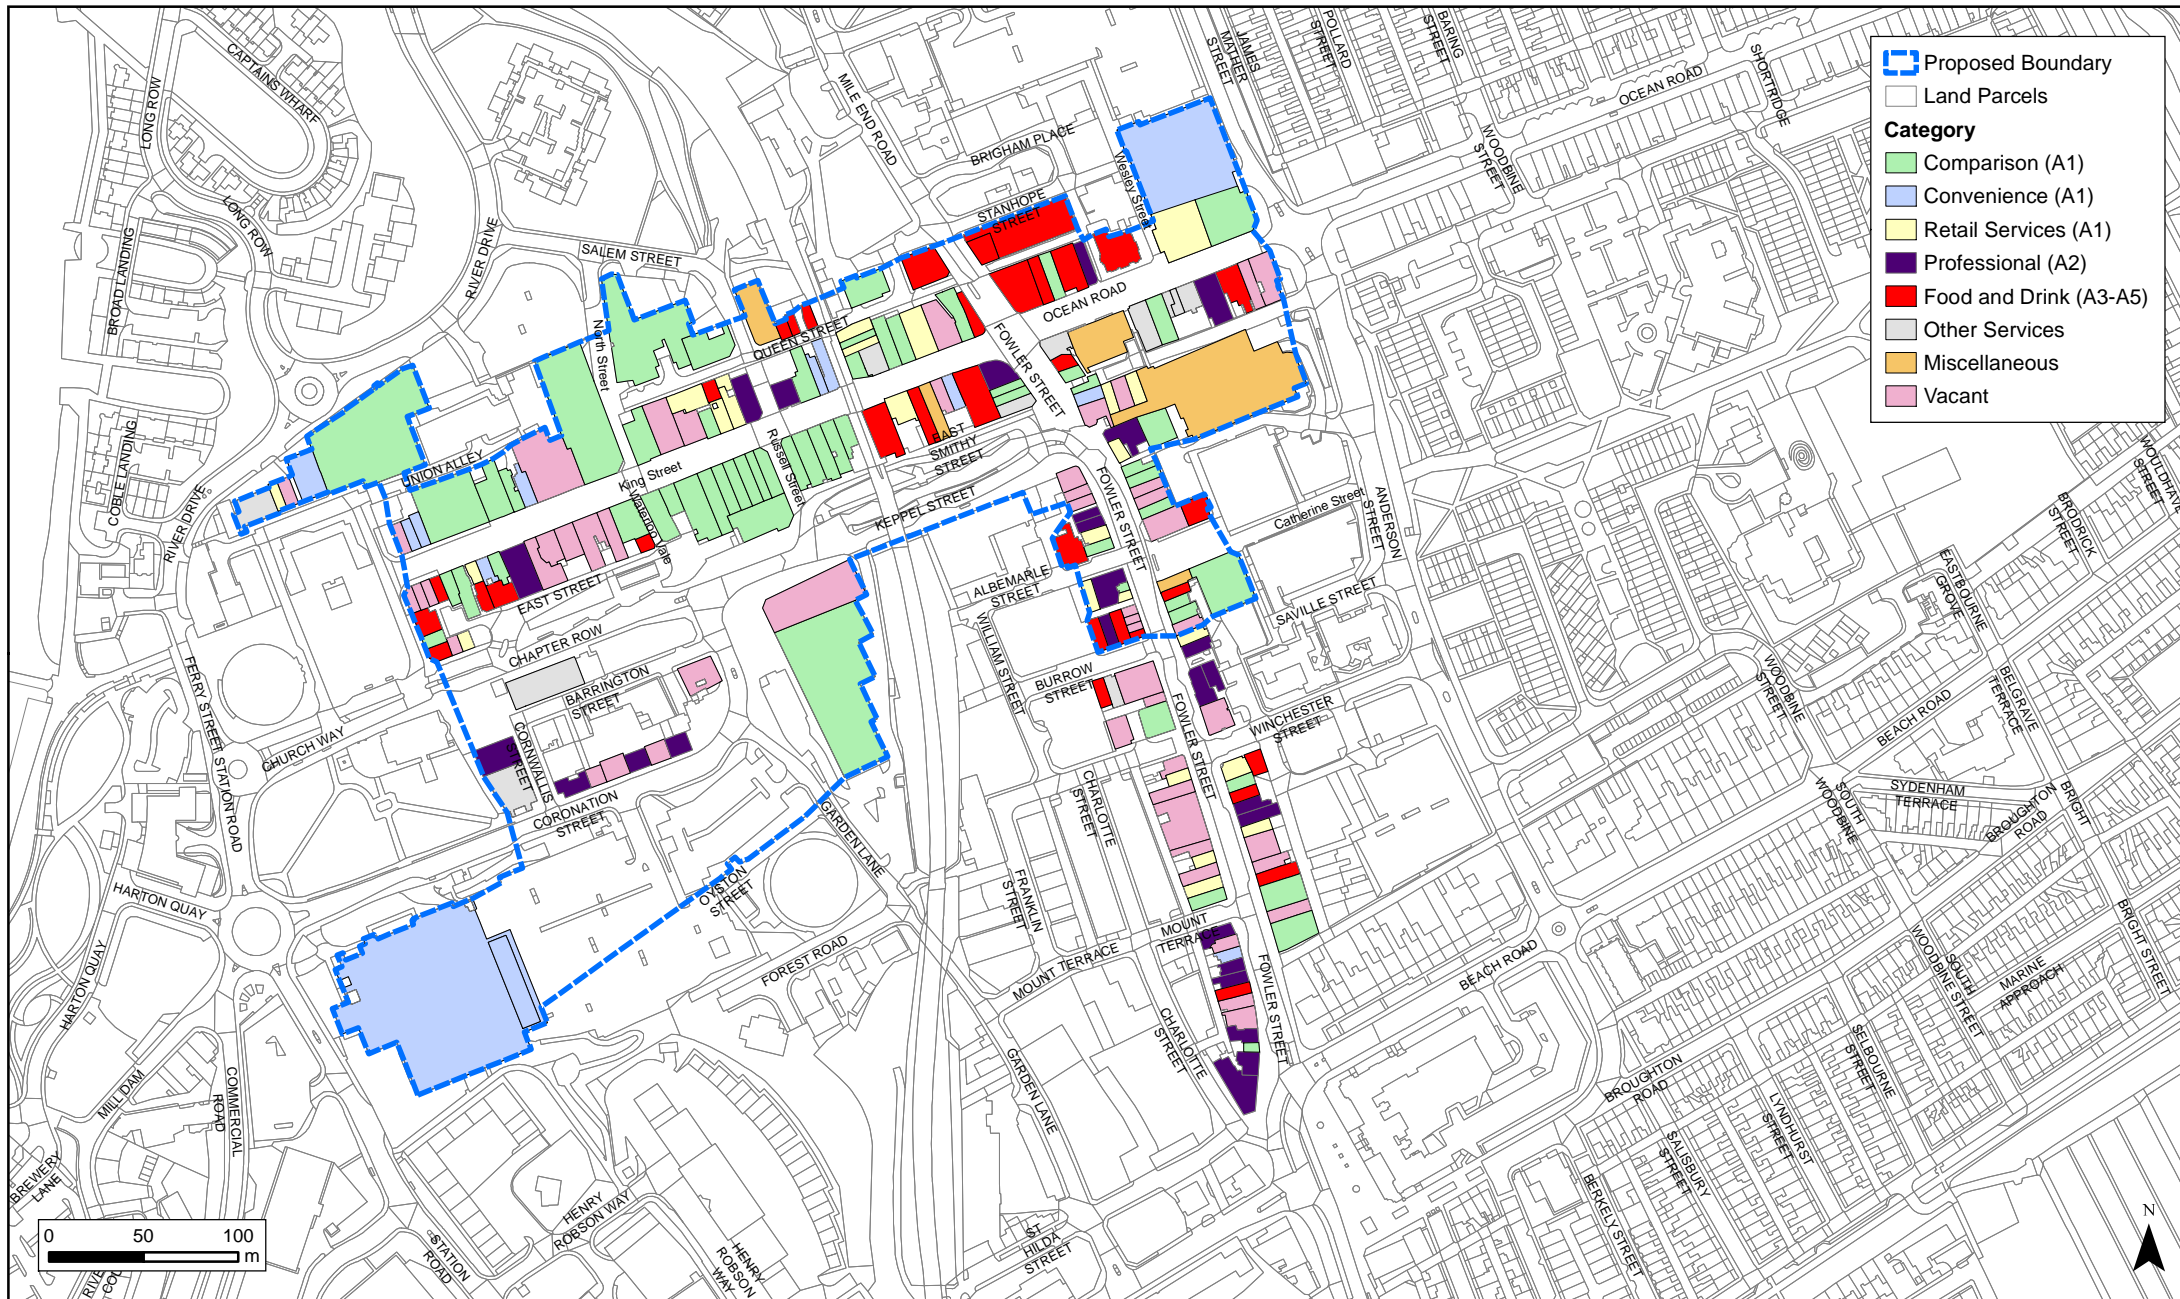 Proposed Boundary
Land Parcels
Category
Comparison (A1)
Convenience (A1)
Retail Services (A1)
Professional (A2)
Food and Drink (A3-A5)
Other Services
Miscellaneous
Vacant
CAPTAINS WHARF
LONG ROW
LONG ROW
BROAD LANDING
COBLE LANDING
RIVER DRIVE
RIVER DRIVE
SALEM STREET
North Street
MILE END ROAD
BRIGHAM PLACE
STANHOPE
STREET
Wesley Street
JAMES
MATHER
STREET
POLLARD
STREET
BARING
STREET
OCEAN ROAD
SHORTRIDGE
WOODBINE
STREET
QUEEN STREET
OCEAN ROAD
FOWLER STREET
UNION ALLEY
King Street
Russell Street
Waterloo Vale
EAST
SMITHY
STREET
KEPPEL STREET
FOWLER STREET
Catherine Street
ANDERSON
STREET
EAST STREET
CHAPTER ROW
BARRINGTON
STREET
CORNWALLIS
STREET
CORONATION
STREET
CHURCH WAY
FERRY STREET
STATION ROAD
ALBEMARLE
STREET
WILLIAM STREET
SAVILLE STREET
BURROW
STREET
FOWLER STREET
WINCHESTER
STREET
CHARLOTTE
STREET
GARDEN LANE
OYSTON
STREET
FRANKLIN
STREET
MOUNT
TERRACE
MOUNT TERRACE
FOREST ROAD
FOWLER STREET
CHARLOTTE
STREET
GARDEN LANE
BEACH ROAD
HARTON QUAY
HARTON QUAY
MILL DAM
COMMERCIAL
ROAD
BREWERY
LANE
STATION
ROAD
HENRY
ROBSON WAY
HENRY
ROBSON
WAY
ST.
HILDA
STREET
WOULDHAVE
STREET
BRODRICK
STREET
EASTBOURNE
GROVE
BELGRAVE
TERRACE
WOODBINE
STREET
BEACH ROAD
SOUTH
WOODBINE
SYDENHAM
TERRACE
BROUGHTON
ROAD
BRIGHT
BRIGHT STREET
SOUTH
WOODBINE STREET
MARINE
APPROACH
SELBOURNE
STREET
BROUGHTON
ROAD
LYNDHURST
STREET
SALISBURY
STREET
BERKELY STREET
0 50 100
m
N